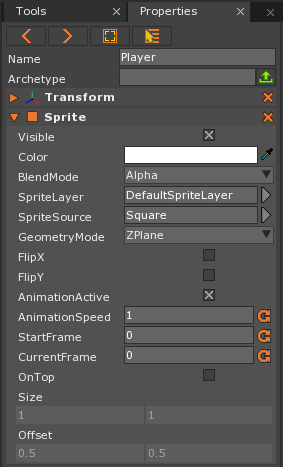 Tools Properties
Name Player
Archetype
Transform
Sprite
Visible
Color
BlendMode Alpha
SpriteLayer DefaultSpriteLayer
SpriteSource Square
GeometryMode ZPlane
FlipX
FlipY
AnimationActive
AnimationSpeed 1
StartFrame 0
CurrentFrame 0
OnTop
Size
1 1
Offset
0.5 0.5